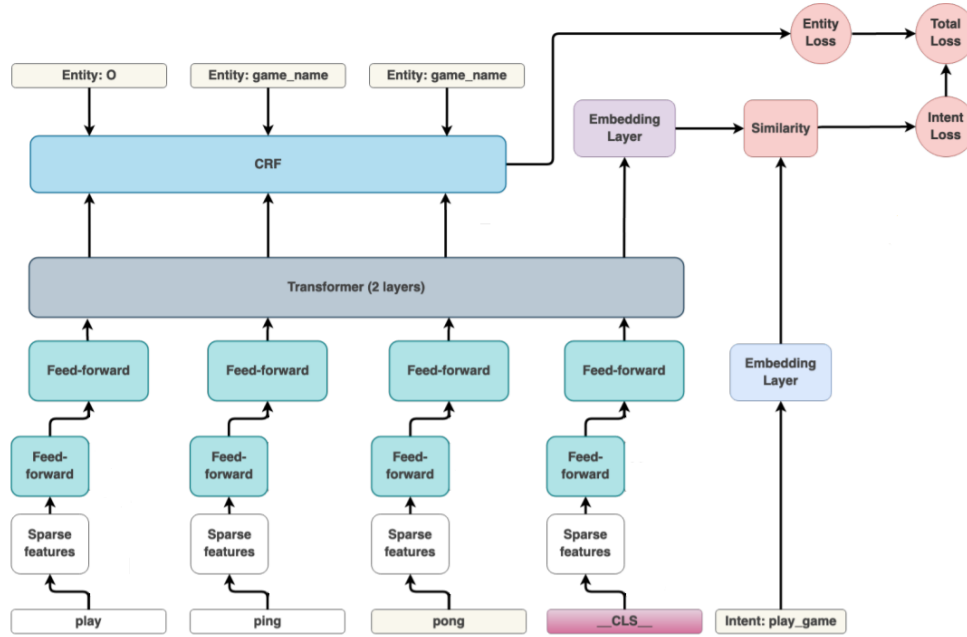 Entity
Loss
Total
Loss
Entity: O
Entity: game_name
Entity: game_name
Embedding
Layer
Similarity
Intent
Loss
CRF
Transformer (2 layers)
Feed-forward
Feed-forward
Feed-forward
Feed-forward
Embedding
Layer
Feed-
forward
Feed-
forward
Feed-
forward
Feed-
forward
Sparse
features
Sparse
features
Sparse
features
Sparse
features
play
ping
pong
__CLS__
Intent: play_game